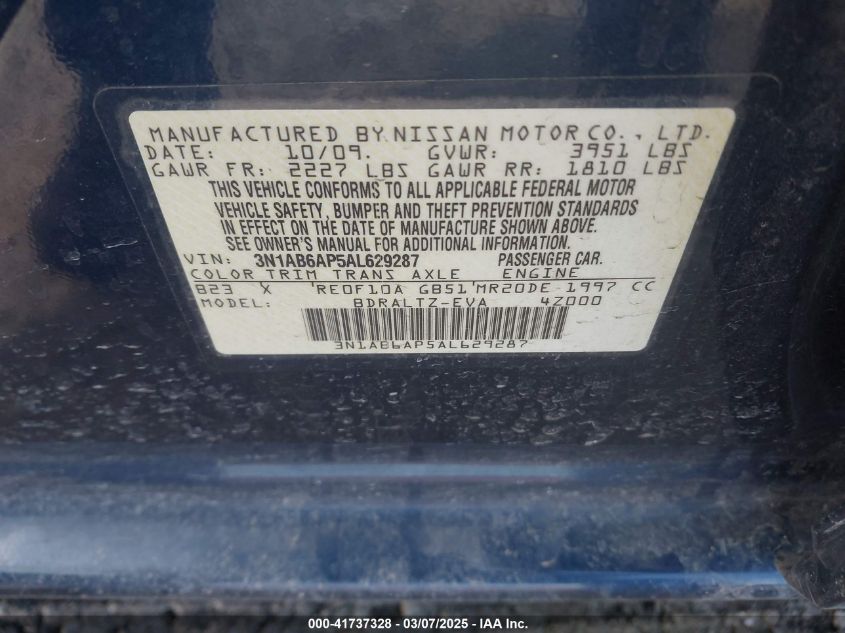 MANUFACTURED BY NISSAN MOTOR CO., LTD.
DATE: 10/09. GVWR: 3951 LBS
GAWR FR: 2227 LBS GAWR RR: 1810 LBS
THIS VEHICLE CONFORMS TO ALL APPLICABLE FEDERAL MOTOR
VEHICLE SAFETY, BUMPER AND THEFT PREVENTION STANDARDS
IN EFFECT ON THE DATE OF MANUFACTURE SHOWN ABOVE.
SEE OWNER'S MANUAL FOR ADDITIONAL INFORMATION.
VIN: 3N1AB6AP5AL629287 PASSENGER CAR.
COLOR TRIM TRANS AXLE ENGINE
B23 X 'RE0F10A GB51'MR20DE-1997 CC
MODEL: BDRALTZ-EVA 4Z000
3N1AB6AP5AL629287
000-41737328 — 03/07/2025 — IAA Inc.